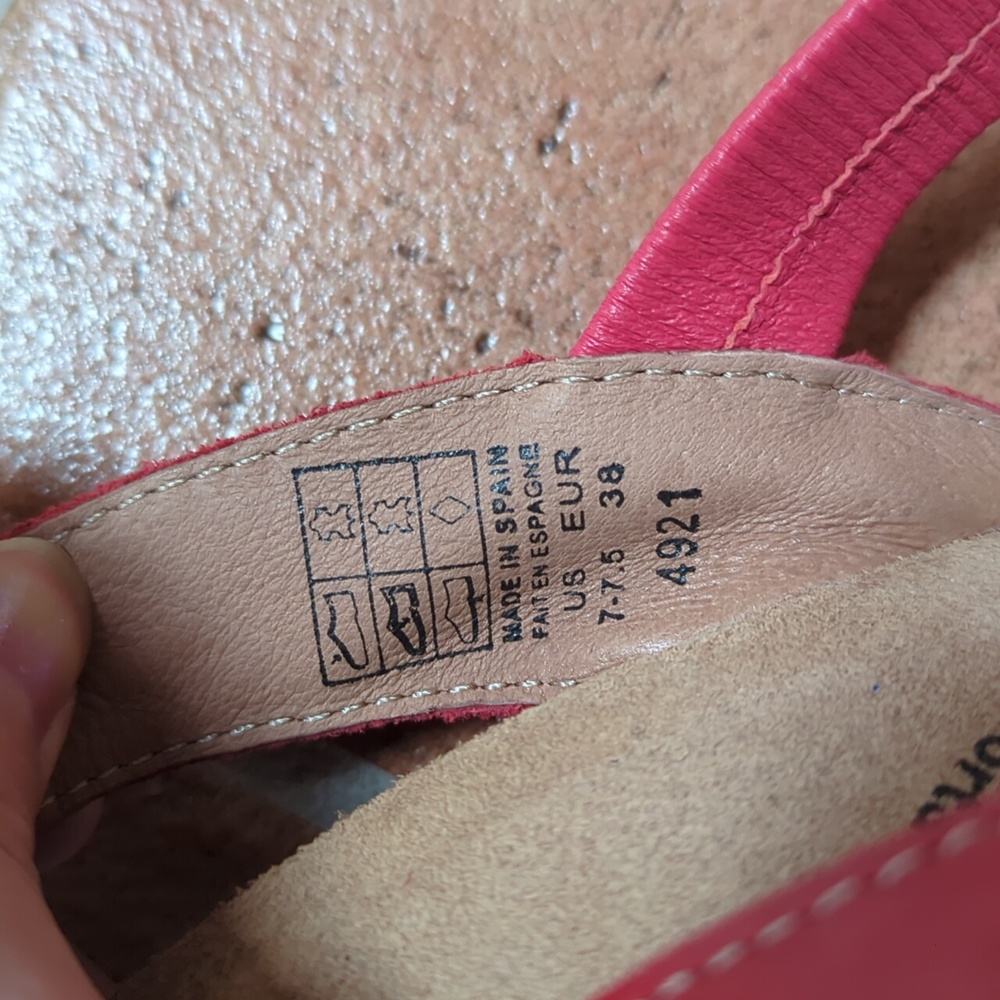 MADE IN SPAIN
FAIT EN ESPAGNE
US EUR
7-7.5 38
4921